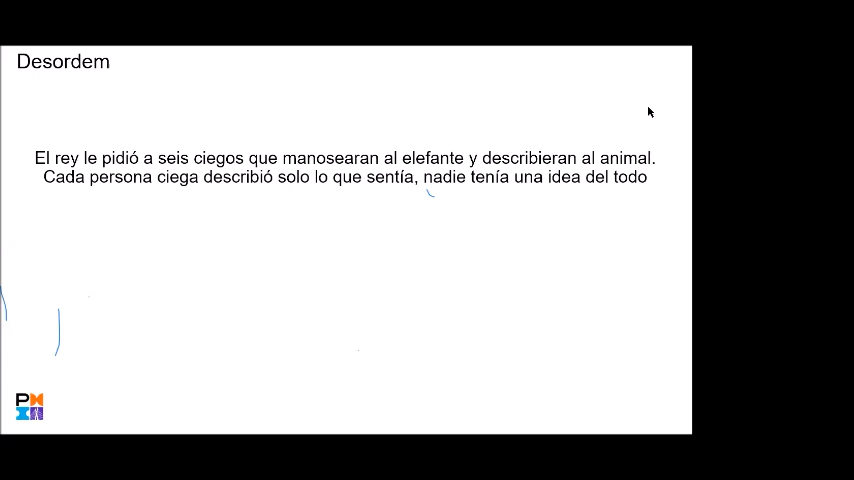 Desordem
El rey le pidió a seis ciegos que manosearan al elefante y describieran al animal.
Cada persona ciega describió solo lo que sentía, nadie tenía una idea del todo